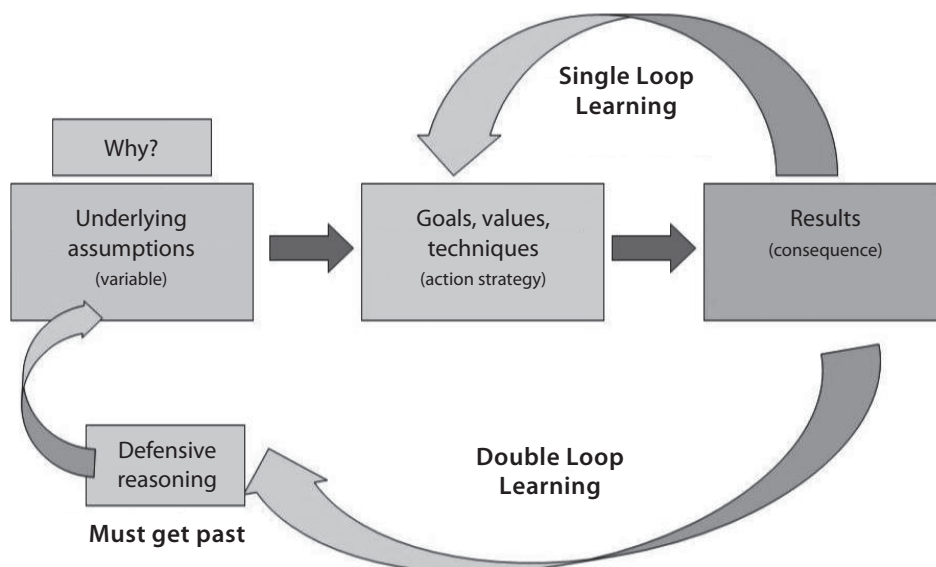 Single Loop
Learning
Why?
Underlying
assumptions
(variable)
Goals, values,
techniques
(action strategy)
Results
(consequence)
Defensive
reasoning
Must get past
Double Loop
Learning